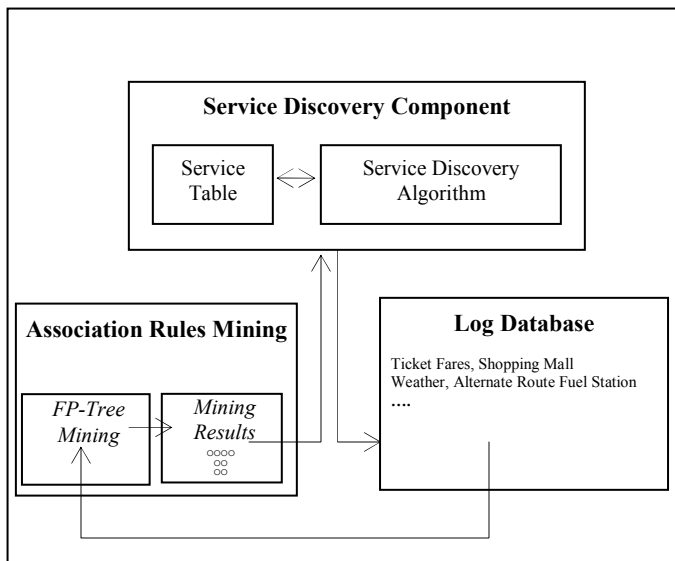 Service Discovery Component
Service
Table
Service Discovery
Algorithm
Association Rules Mining
FP-Tree
Mining
Mining
Results
Log Database
Ticket Fares, Shopping Mall
Weather, Alternate Route Fuel Station
....